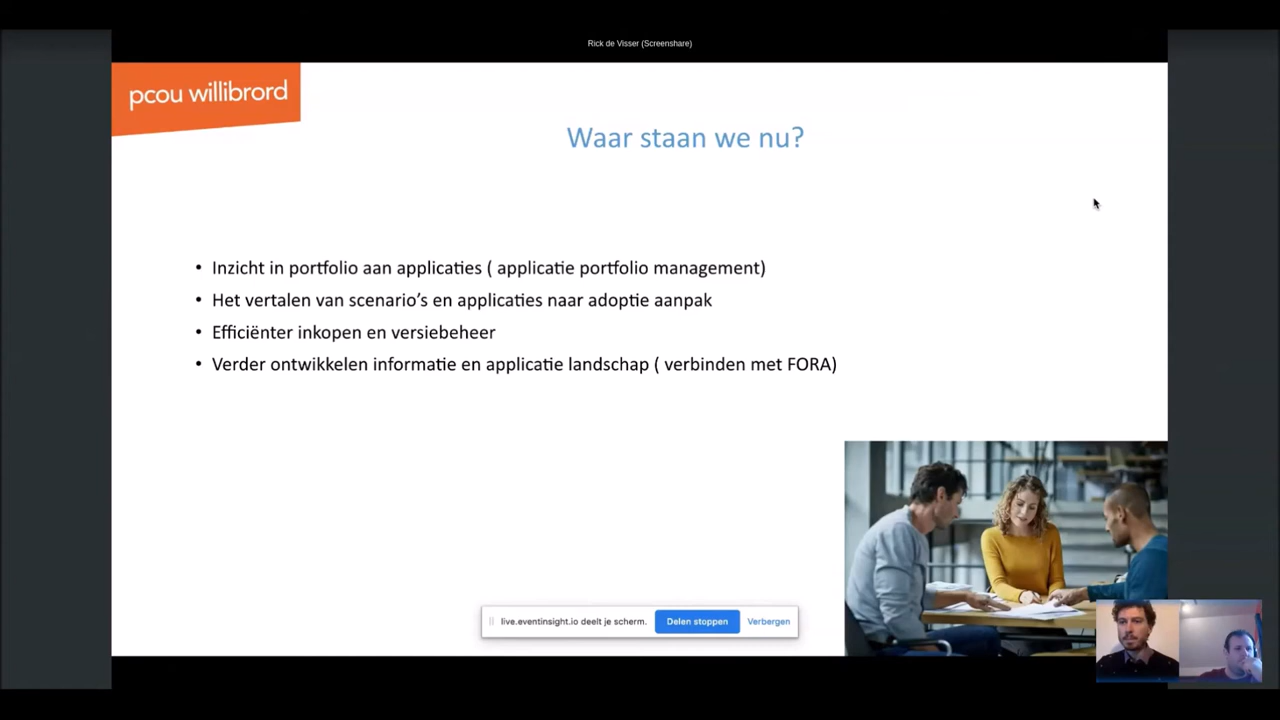 Rick de Visser (Screenshare)
pcou willibrord
Waar staan we nu?
• Inzicht in portfolio aan applicaties ( applicatie portfolio management)
• Het vertalen van scenario’s en applicaties naar adoptie aanpak
• Efficiënter inkopen en versiebeheer
• Verder ontwikkelen informatie en applicatie landschap ( verbinden met FORA)
live.eventinsight.io deelt je scherm. Delen stoppen Verbergen